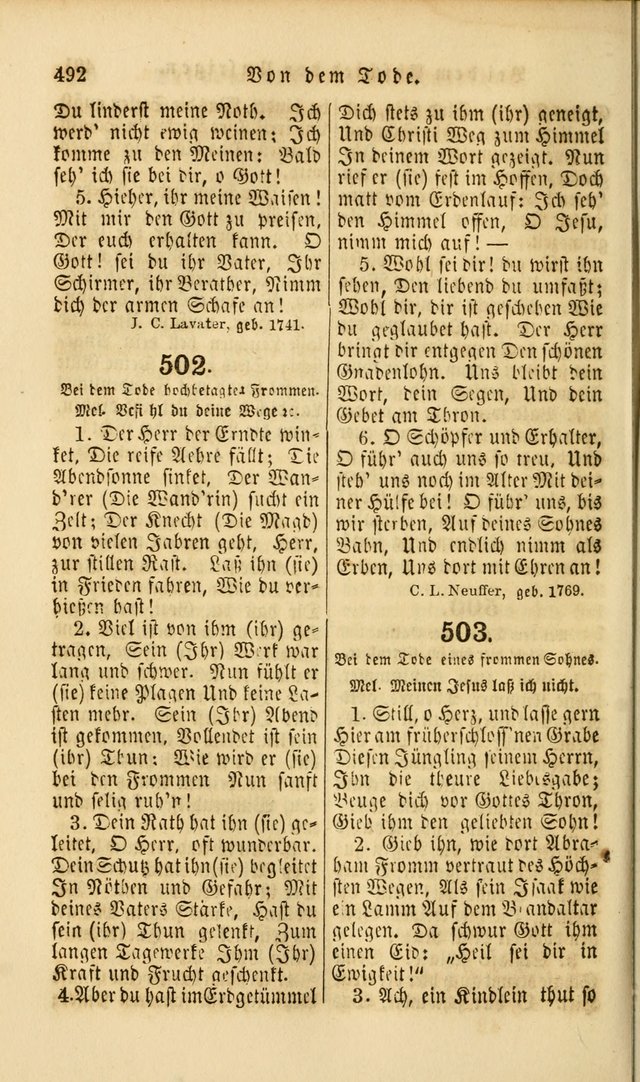 492 Von dem Tode.
Du linderst meine Noth. Ich
werd' nicht ewig weinen; Ich
komme zu den Meinen: Bald
seh' ich sie bei dir, o Gott!
5. Hieher, ihr meine Waisen!
Mit mir den Gott zu preisen,
Der euch erhalten kann. O
Gott! sei du ihr Vater, Ihr
Schirmer, ihr Berather, Nimm
dich der armen Schafe an!
J. C. Lavater, geb. 1741.
502.
Bei dem Tode hochbetagter Frommen.
Mel. Befi hl du deine Wege ꝛc.
1. Der Herr der Erndte win-
ket, Die reife Aehre fällt; Die
Abendsonne sinket, Der Wan-
d'rer (Die Wand'rin) sucht ein
Zelt; Der Knecht (Die Magd)
von vielen Jahren geht, Herr,
zur stillen Rast. Laß ihn (sie)
in Frieden fahren, Wie du ver-
hießen hast!
2. Viel ist von ihm (ihr) ge-
tragen, Sein (Ihr) Werk war
lang und schwer. Nun fühlt er
(sie) keine Plagen Und keine La-
sten mehr. Sein (Ihr) Abend
ist gekommen, Vollendet ist sein
(ihr) Thun: Wie wird er (sie)
bei den Frommen Nun sanft
und selig ruh'n!
3. Dein Rath hat ihn (sie) ge-
leitet, O Herr, oft wunderbar.
Dein Schutz hat ihn (sie) begleitet
In Nöthen und Gefahr; Mit
deines Vaters Stärke, Hast du
sein (ihr) Thun gelenkt, Zum
langen Tagewerke Ihm (Ihr)
Kraft und Frucht geschenkt.
4. Aber du hast im Erdgetümmel
Dich stets zu ihm (ihr) geneigt,
Und Christi Weg zum Himmel
In deinem Wort gezeigt. Nun
rief er (sie) fest im Hoffen, Doch
matt vom Erdenlauf: Ich seh'
den Himmel offen, O Jesu,
nimm mich auf! —
5. Wohl sei dir! du wirst ihn
sehen, Den liebend du umfaßt;
Wohl dir, dir ist geschehen Wie
du geglaubet hast. Der Herr
bringt dir entgegen Den schönen
Gnadenlohn. Uns bleibt dein
Wort, dein Segen, Und dein
Gebet am Thron.
6. O Schöpfer und Erhalter,
O führ' auch uns so treu, Und
steh' uns noch im Alter Mit dei-
ner Hülfe bei! O führ' uns, bis
wir sterben, Auf deines Sohnes
Bahn, Und endlich nimm als
Erben, Uns dort mit Ehren an!
C. L. Neuffer, geb. 1769.
503.
Bei dem Tode eines frommen Sohnes.
Mel. Meinen Jesus laß ich nicht.
1. Still, o Herz, und lasse gern
Hier am früherschloss'nen Grabe
Diesen Jüngling seinem Herrn,
Ihn die theure Liebesgabe;
Beuge dich vor Gottes Thron,
Gieb ihm den geliebten Sohn!
2. Gieb ihn, wie dort Abra-
ham Fromm vertraut des Höch-
sten Wegen, Als sein Isaak wie
ein Lamm Auf dem Brandaltar
gelegen. Da schwur Gott ihm
einen Eid: „Heil sei dir in
Ewigkeit!"
3. Ach, ein Kindlein thut so